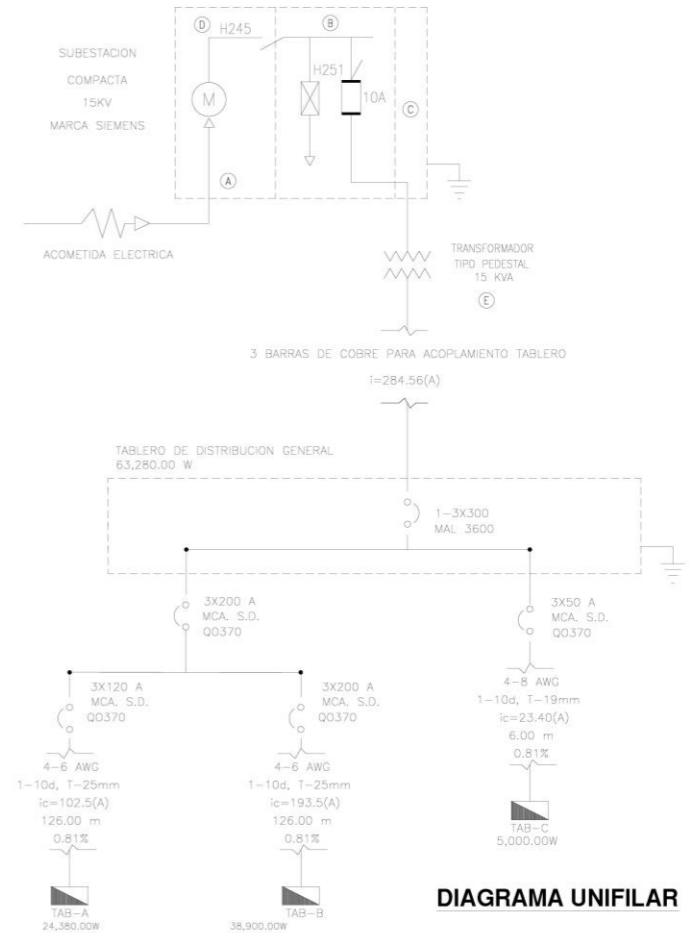 SUBESTACION
COMPACTA
15KV
MARCA SIEMENS
D
H245
B
M
H251
10A
C
A
ACOMETIDA ELECTRICA
TRANSFORMADOR
TIPO PEDESTAL
15 KVA
E
3 BARRAS DE COBRE PARA ACOPLAMIENTO TABLERO
i=284.56(A)
TABLERO DE DISTRIBUCION GENERAL
63,280.00 W
1-3X300
MAL 3600
3X200 A
MCA. S.D.
QO370
3X50 A
MCA. S.D.
QO370
3X120 A
MCA. S.D.
QO370
3X200 A
MCA. S.D.
QO370
4-6 AWG
1-10d, T-25mm
ic=102.5(A)
126.00 m
0.81%
TAB-A
24,380.00W
4-6 AWG
1-10d, T-25mm
ic=193.5(A)
126.00 m
0.81%
TAB-B
38,900.00W
4-8 AWG
1-10d, T-19mm
ic=23.40(A)
6.00 m
0.81%
TAB-C
5,000.00W
DIAGRAMA UNIFILAR